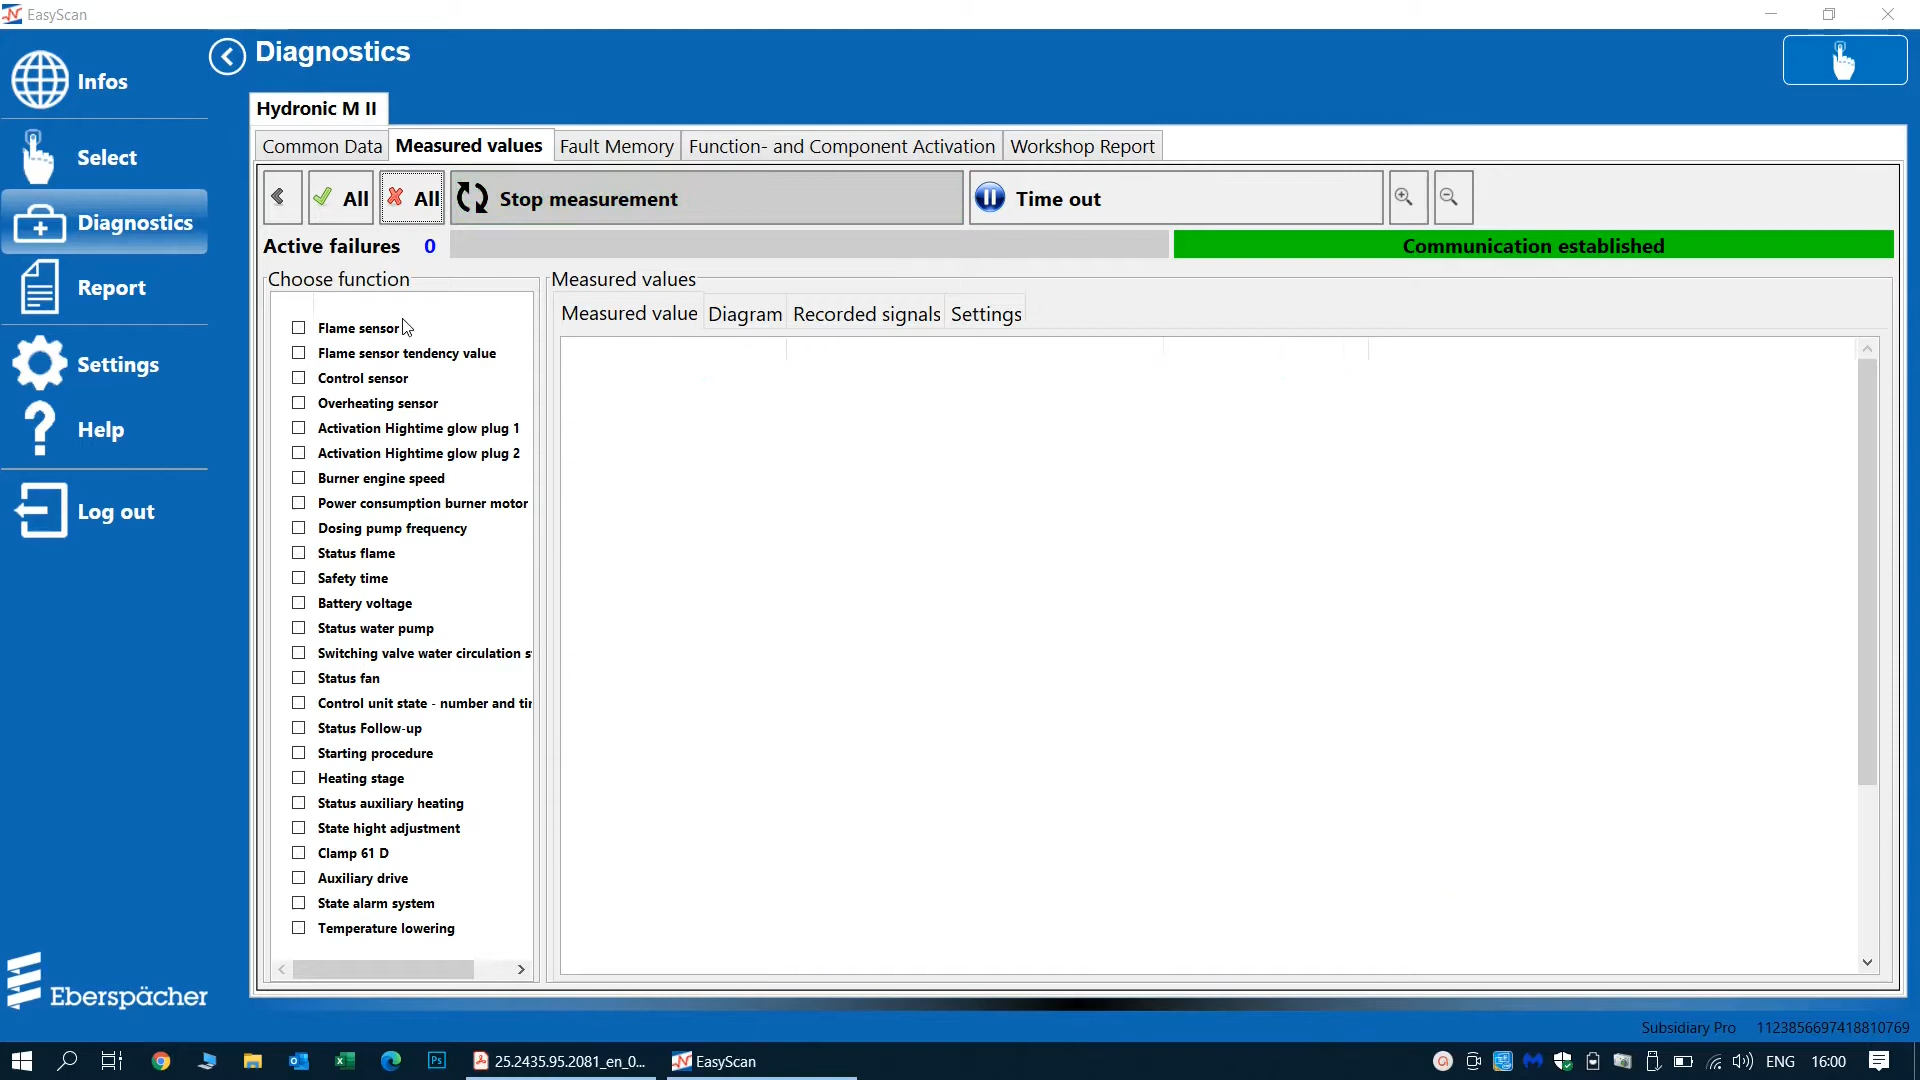 EasyScan
Diagnostics
Infos
Select
Diagnostics
Report
Settings
Help
Log out
Eberspächer
Hydronic M II
Common Data
Measured values
Fault Memory
Function- and Component Activation
Workshop Report
All
All
Stop measurement
Time out
Active failures 0
Communication established
Choose function
Flame sensor
Flame sensor tendency value
Control sensor
Overheating sensor
Activation Hightime glow plug 1
Activation Hightime glow plug 2
Burner engine speed
Power consumption burner motor
Dosing pump frequency
Status flame
Safety time
Battery voltage
Status water pump
Switching valve water circulation s
Status fan
Control unit state - number and tir
Status Follow-up
Starting procedure
Heating stage
Status auxiliary heating
State hight adjustment
Clamp 61 D
Auxiliary drive
State alarm system
Temperature lowering
Measured values
Measured value
Diagram
Recorded signals
Settings
Subsidiary Pro 1123856697418810769
Ps
25.2435.95.2081_en_0...
EasyScan
ENG
16:00